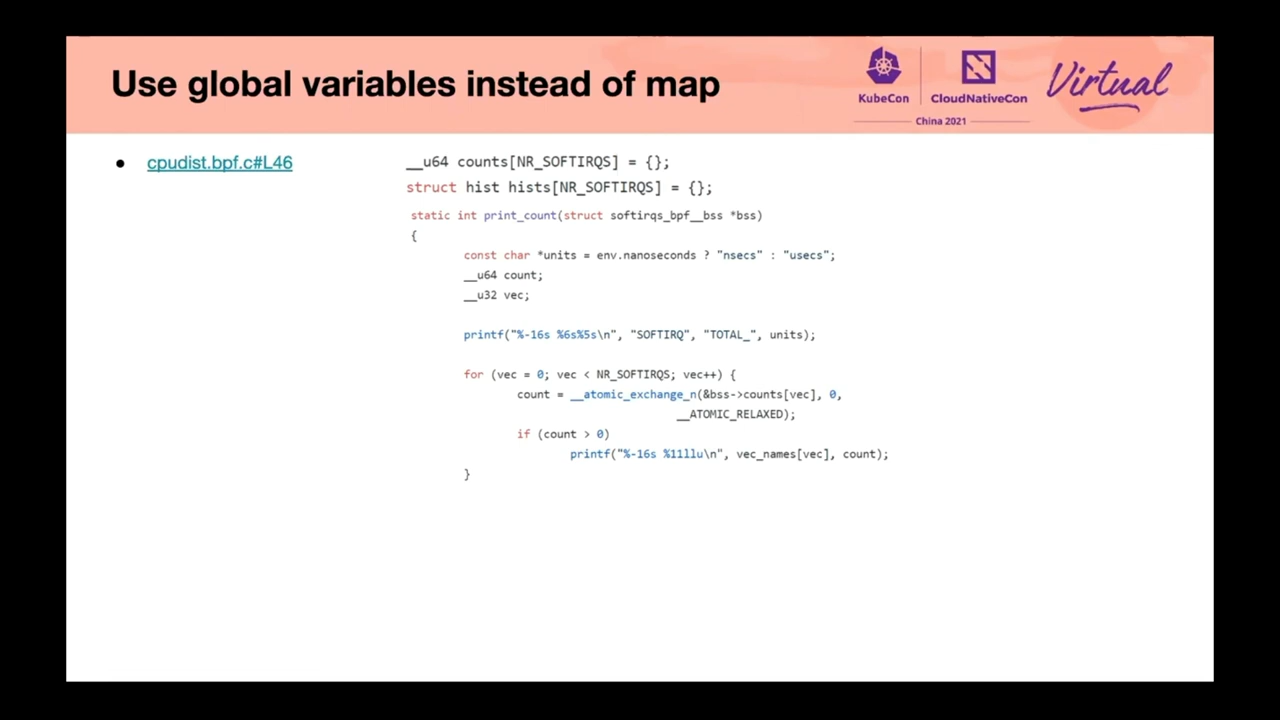 Use global variables instead of map
KubeCon
CloudNativeCon
Virtual
China 2021
● cpudist.bpf.c#L46
__u64 counts[NR_SOFTIRQS] = {};
struct hist hists[NR_SOFTIRQS] = {};
static int print_count(struct softirqs_bpf__bss *bss)
{
const char *units = env.nanoseconds ? "nsecs" : "usecs";
__u64 count;
__u32 vec;
printf("%-16s %6s%5s\n", "SOFTIRQ", "TOTAL_", units);
for (vec = 0; vec < NR_SOFTIRQS; vec++) {
count = __atomic_exchange_n(&bss->counts[vec], 0,
__ATOMIC_RELAXED);
if (count > 0)
printf("%-16s %11llu\n", vec_names[vec], count);
}